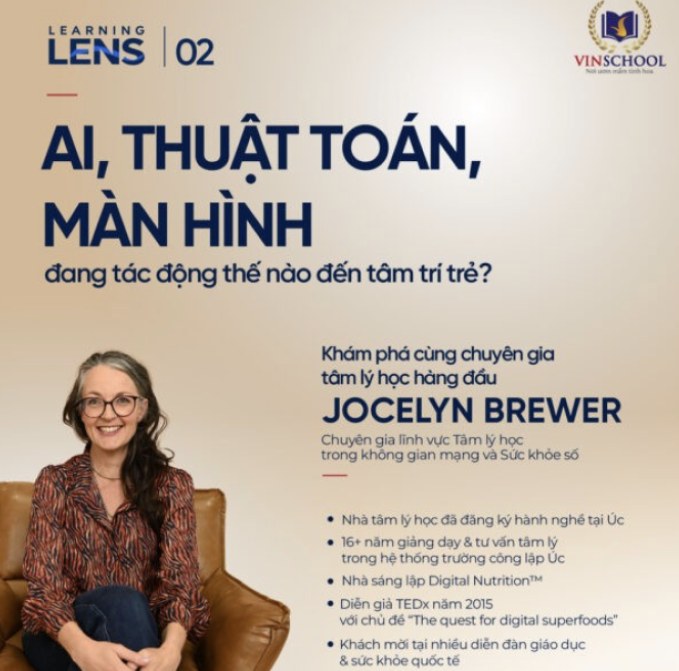 LEARNING
LENS | 02
VINSCHOOL
Nơi ươm mầm tinh hoa
AI, THUẬT TOÁN,
MÀN HÌNH
đang tác động thế nào đến tâm trí trẻ?
Khám phá cùng chuyên gia
tâm lý học hàng đầu
JOCELYN BREWER
Chuyên gia lĩnh vực Tâm lý học
trong không gian mạng và Sức khỏe số
• Nhà tâm lý học đã đăng ký hành nghề tại Úc
• 16+ năm giảng dạy & tư vấn tâm lý
trong hệ thống trường công lập Úc
• Nhà sáng lập Digital Nutrition™
• Diễn giả TEDx năm 2015
với chủ đề “The quest for digital superfoods”
• Khách mời tại nhiều diễn đàn giáo dục
& sức khỏe quốc tế